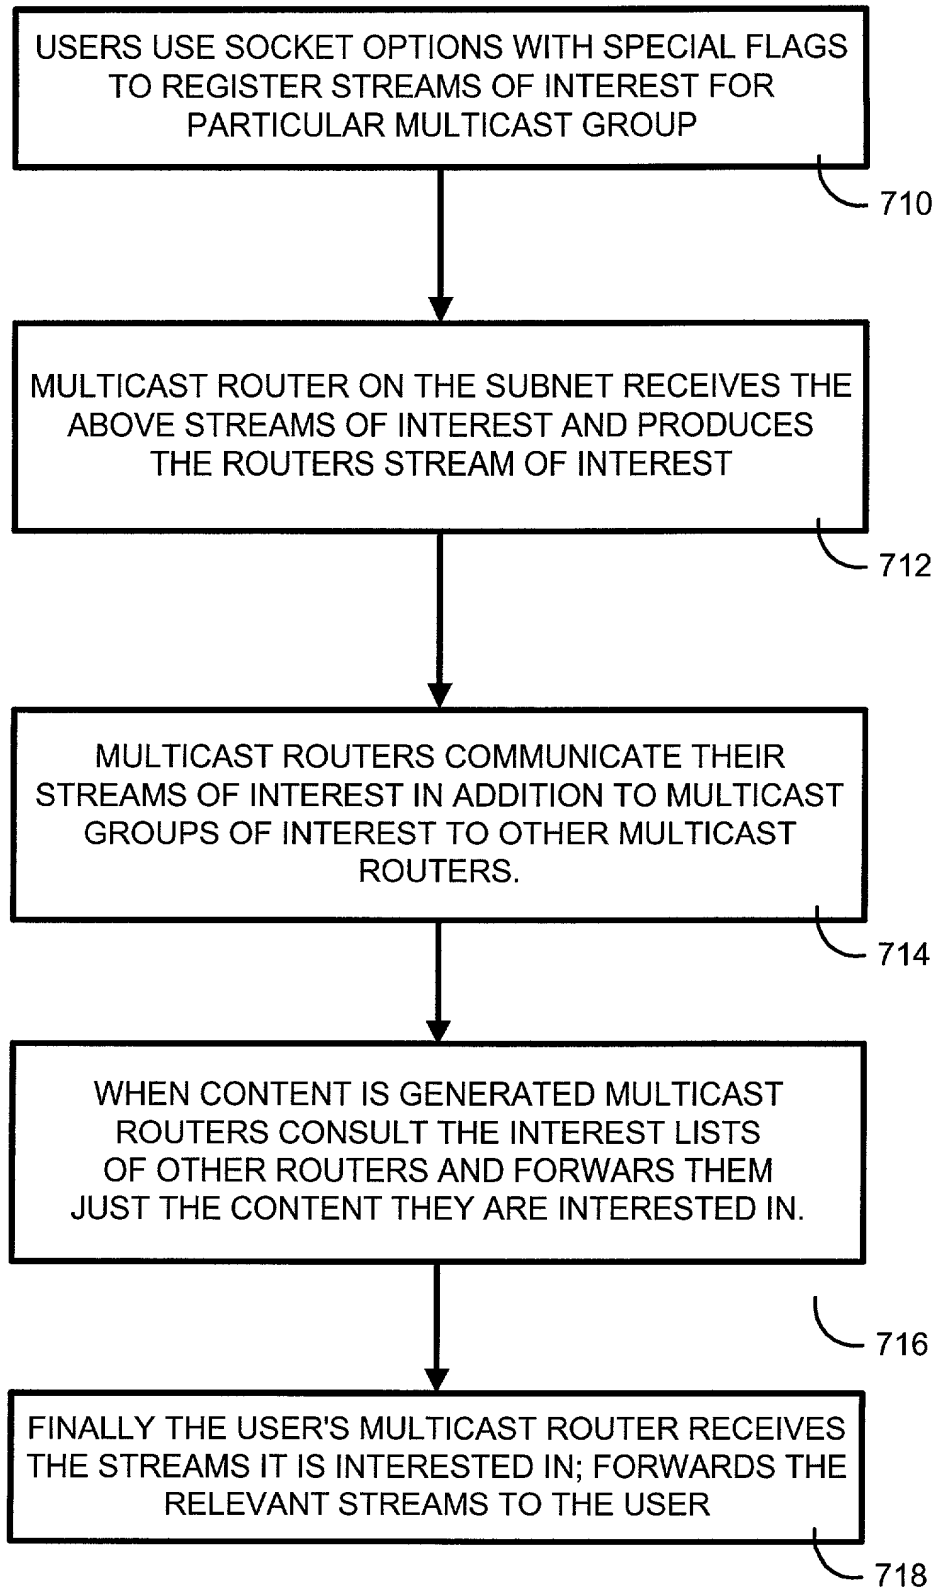 USERS USE SOCKET OPTIONS WITH SPECIAL FLAGS
TO REGISTER STREAMS OF INTEREST FOR
PARTICULAR MULTICAST GROUP
710
MULTICAST ROUTER ON THE SUBNET RECEIVES THE
ABOVE STREAMS OF INTEREST AND PRODUCES
THE ROUTERS STREAM OF INTEREST
712
MULTICAST ROUTERS COMMUNICATE THEIR
STREAMS OF INTEREST IN ADDITION TO MULTICAST
GROUPS OF INTEREST TO OTHER MULTICAST
ROUTERS.
714
WHEN CONTENT IS GENERATED MULTICAST
ROUTERS CONSULT THE INTEREST LISTS
OF OTHER ROUTERS AND FORWARS THEM
JUST THE CONTENT THEY ARE INTERESTED IN.
716
FINALLY THE USER'S MULTICAST ROUTER RECEIVES
THE STREAMS IT IS INTERESTED IN; FORWARDS THE
RELEVANT STREAMS TO THE USER
718